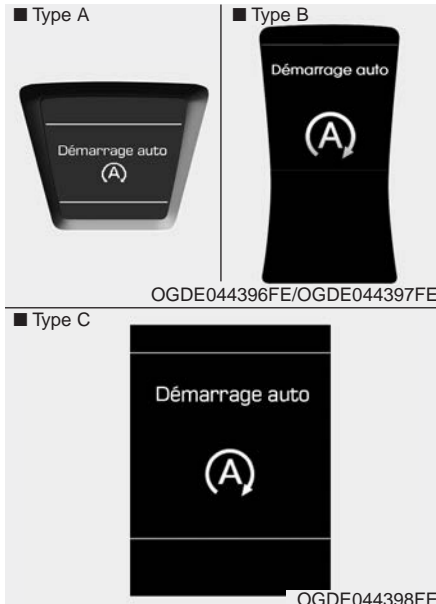 ■ Type A
Démarrage auto
A
■ Type B
Démarrage auto
A
OGDE044396FE/OGDE044397FE
■ Type C
Démarrage auto
A
OGDE044398FE